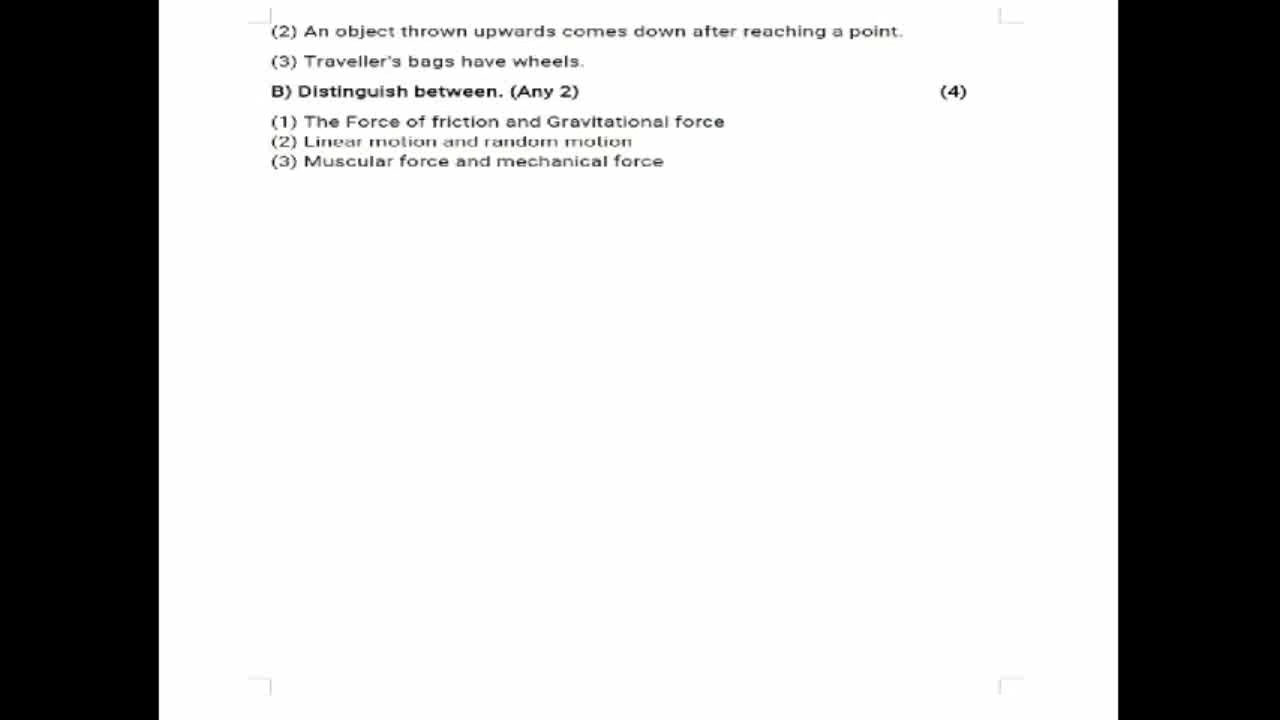 (2) An object thrown upwards comes down after reaching a point.
(3) Traveller's bags have wheels.
B) Distinguish between. (Any 2) (4)
(1) The Force of friction and Gravitational force
(2) Linear motion and random motion
(3) Muscular force and mechanical force